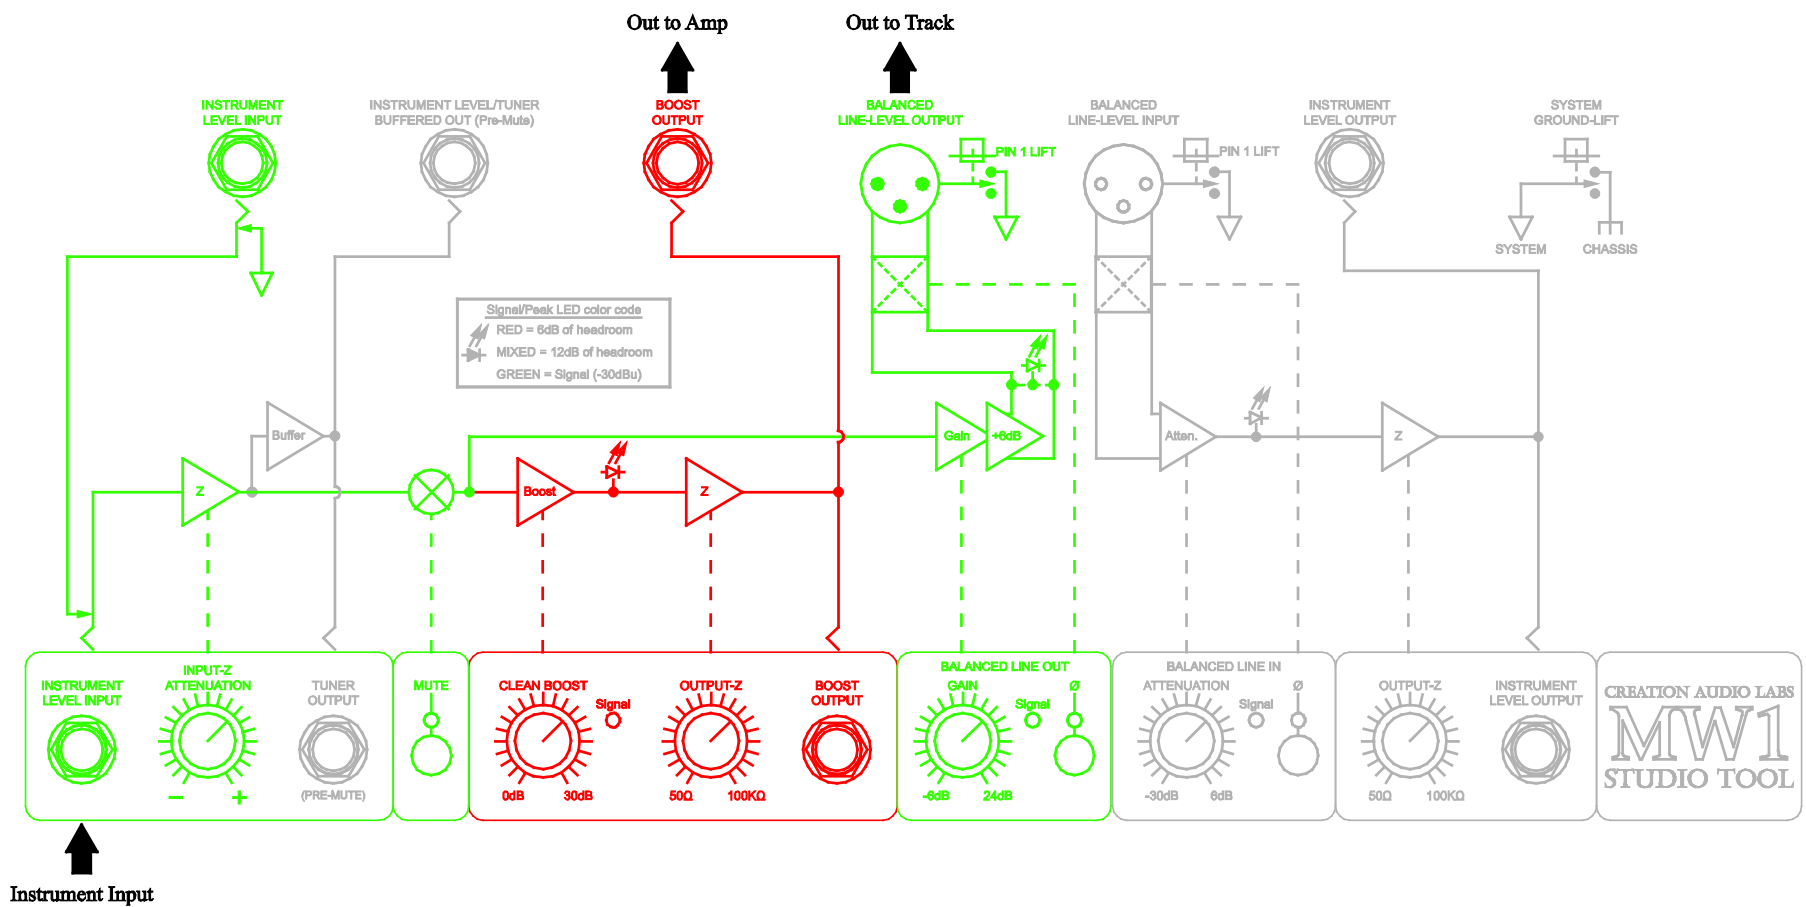 Out to Amp
Out to Track
INSTRUMENT
LEVEL INPUT
INSTRUMENT LEVEL/TUNER
BUFFERED OUT (Pre-Mute)
BOOST
OUTPUT
BALANCED
LINE-LEVEL OUTPUT
BALANCED
LINE-LEVEL INPUT
INSTRUMENT
LEVEL OUTPUT
SYSTEM
GROUND-LIFT
PIN 1 LIFT
PIN 1 LIFT
SYSTEM
CHASSIS
Signal/Peak LED color code
RED = 6dB of headroom
MIXED = 12dB of headroom
GREEN = Signal (-30dBu)
Buffer
Gain
+6dB
Atten.
Z
Z
Boost
Z
INSTRUMENT
LEVEL INPUT
INPUT-Z
ATTENUATION
− +
TUNER
OUTPUT
(PRE-MUTE)
MUTE
CLEAN BOOST
Signal
0dB 30dB
OUTPUT-Z
50Ω 100KΩ
BOOST
OUTPUT
BALANCED LINE OUT
GAIN
Signal
Ø
-6dB 24dB
BALANCED LINE IN
ATTENUATION
Signal
Ø
-30dB 6dB
OUTPUT-Z
50Ω 100KΩ
INSTRUMENT
LEVEL OUTPUT
CREATION AUDIO LABS
MW1
STUDIO TOOL
Instrument Input